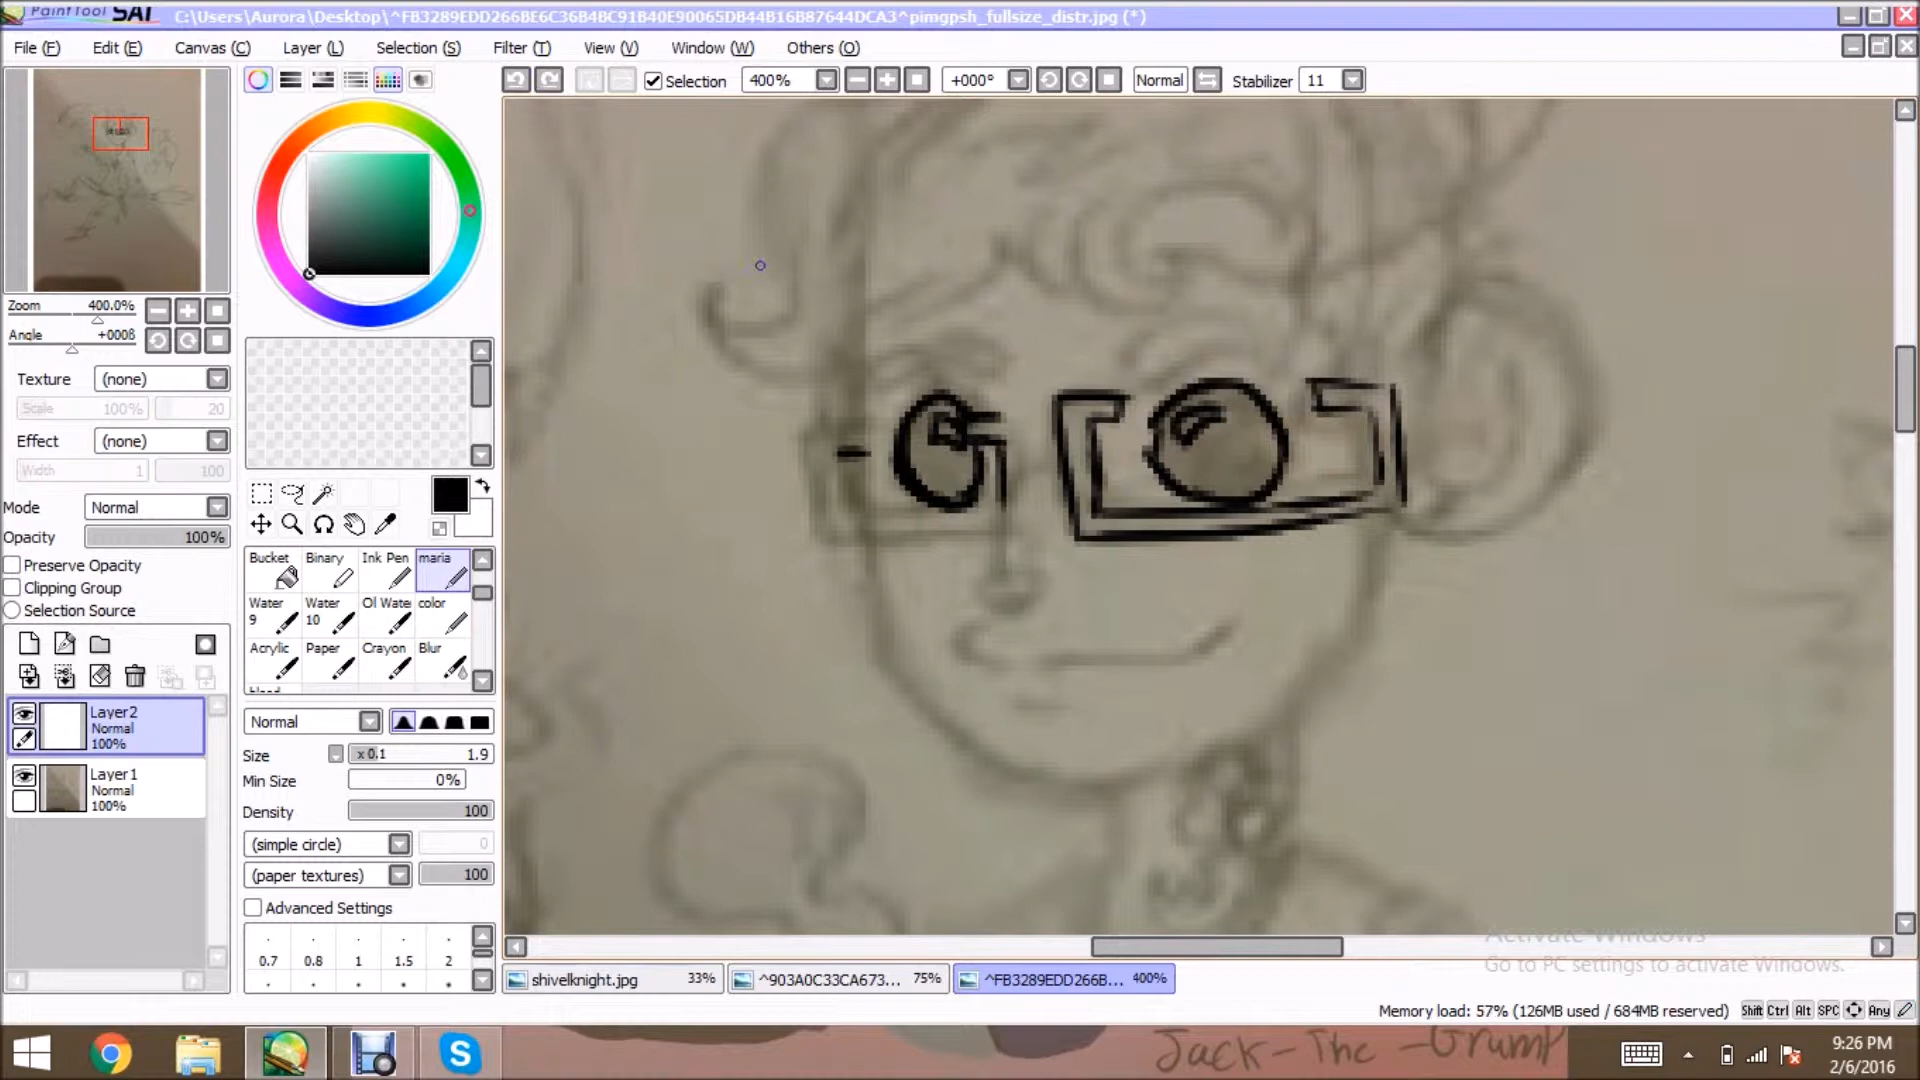 PaintTool SAI C:\Users\Aurora\Desktop\^FB3289EDD266BE6C36B4BC91B40E90065DB44B16B87644DCA3^pimgpsh_fullsize_distr.jpg (*)
File (F) Edit (E) Canvas (C) Layer (L) Selection (S) Filter (T) View (V) Window (W) Others (O)
Selection 400% +000° Normal Stabilizer 11
Zoom 400.0%
Angle +000ß
Texture (none)
Scale 100% 20
Effect (none)
Width 1 100
Mode Normal
Opacity 100%
Preserve Opacity
Clipping Group
Selection Source
Layer2
Normal
100%
Layer1
Normal
100%
Bucket Binary Ink Pen maria
Water 9 Water 10 Ol Wate color
Acrylic Paper Crayon Blur
Normal
Size x 0.1 1.9
Min Size 0%
Density 100
(simple circle) 0
(paper textures) 100
Advanced Settings
0.7 0.8 1 1.5 2
Activate Windows
Go to PC settings to activate Windows.
shivelknight.jpg 33% ^903A0C33CA673... 75% ^FB3289EDD266B... 400%
Memory load: 57% (126MB used / 684MB reserved) Shift Ctrl Alt SPC Any
Jack-The-Grump
9:26 PM
2/6/2016